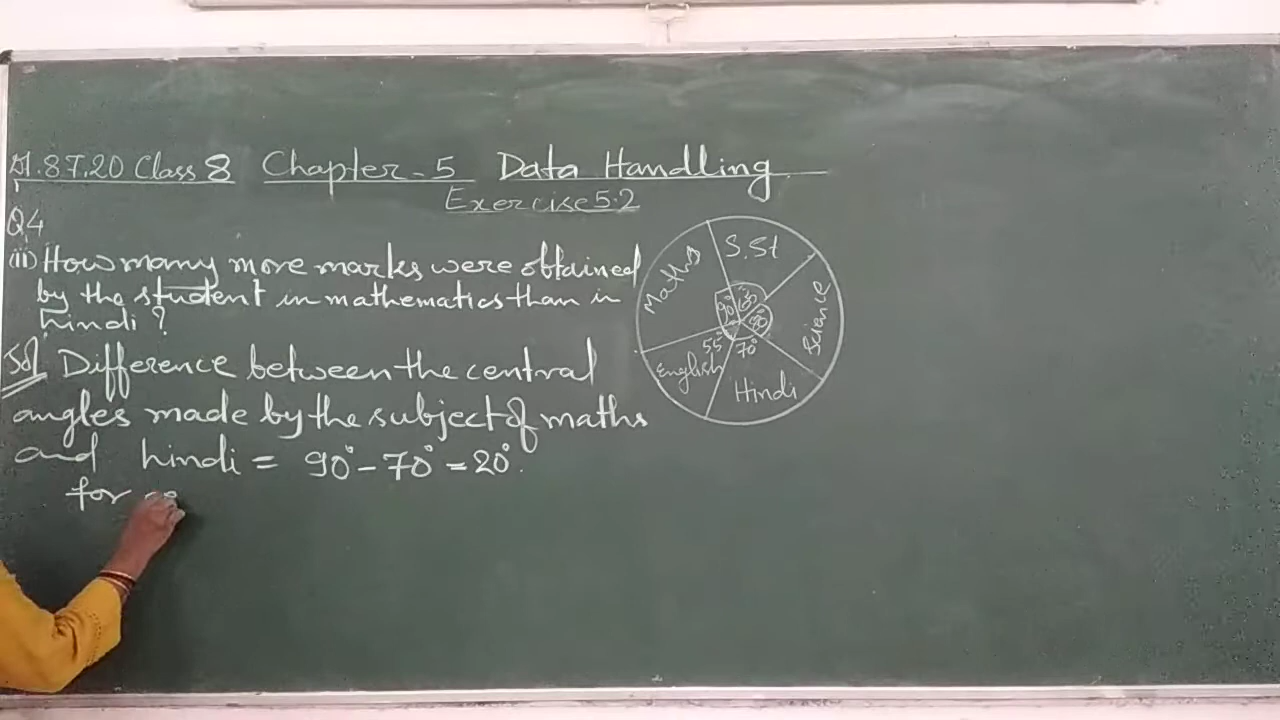 Dt.8.7.20 Class 8 Chapter-5 Data Handling
Exercise 5.2
Q4
(ii) How many more marks were obtained
by the student in mathematics than in
hindi ?
Sol Difference between the central
angles made by the subject of maths
and hindi = 90° - 70° = 20°.
for
S.St
Maths
Science
90° 65°
80°
55° 70°
English
Hindi